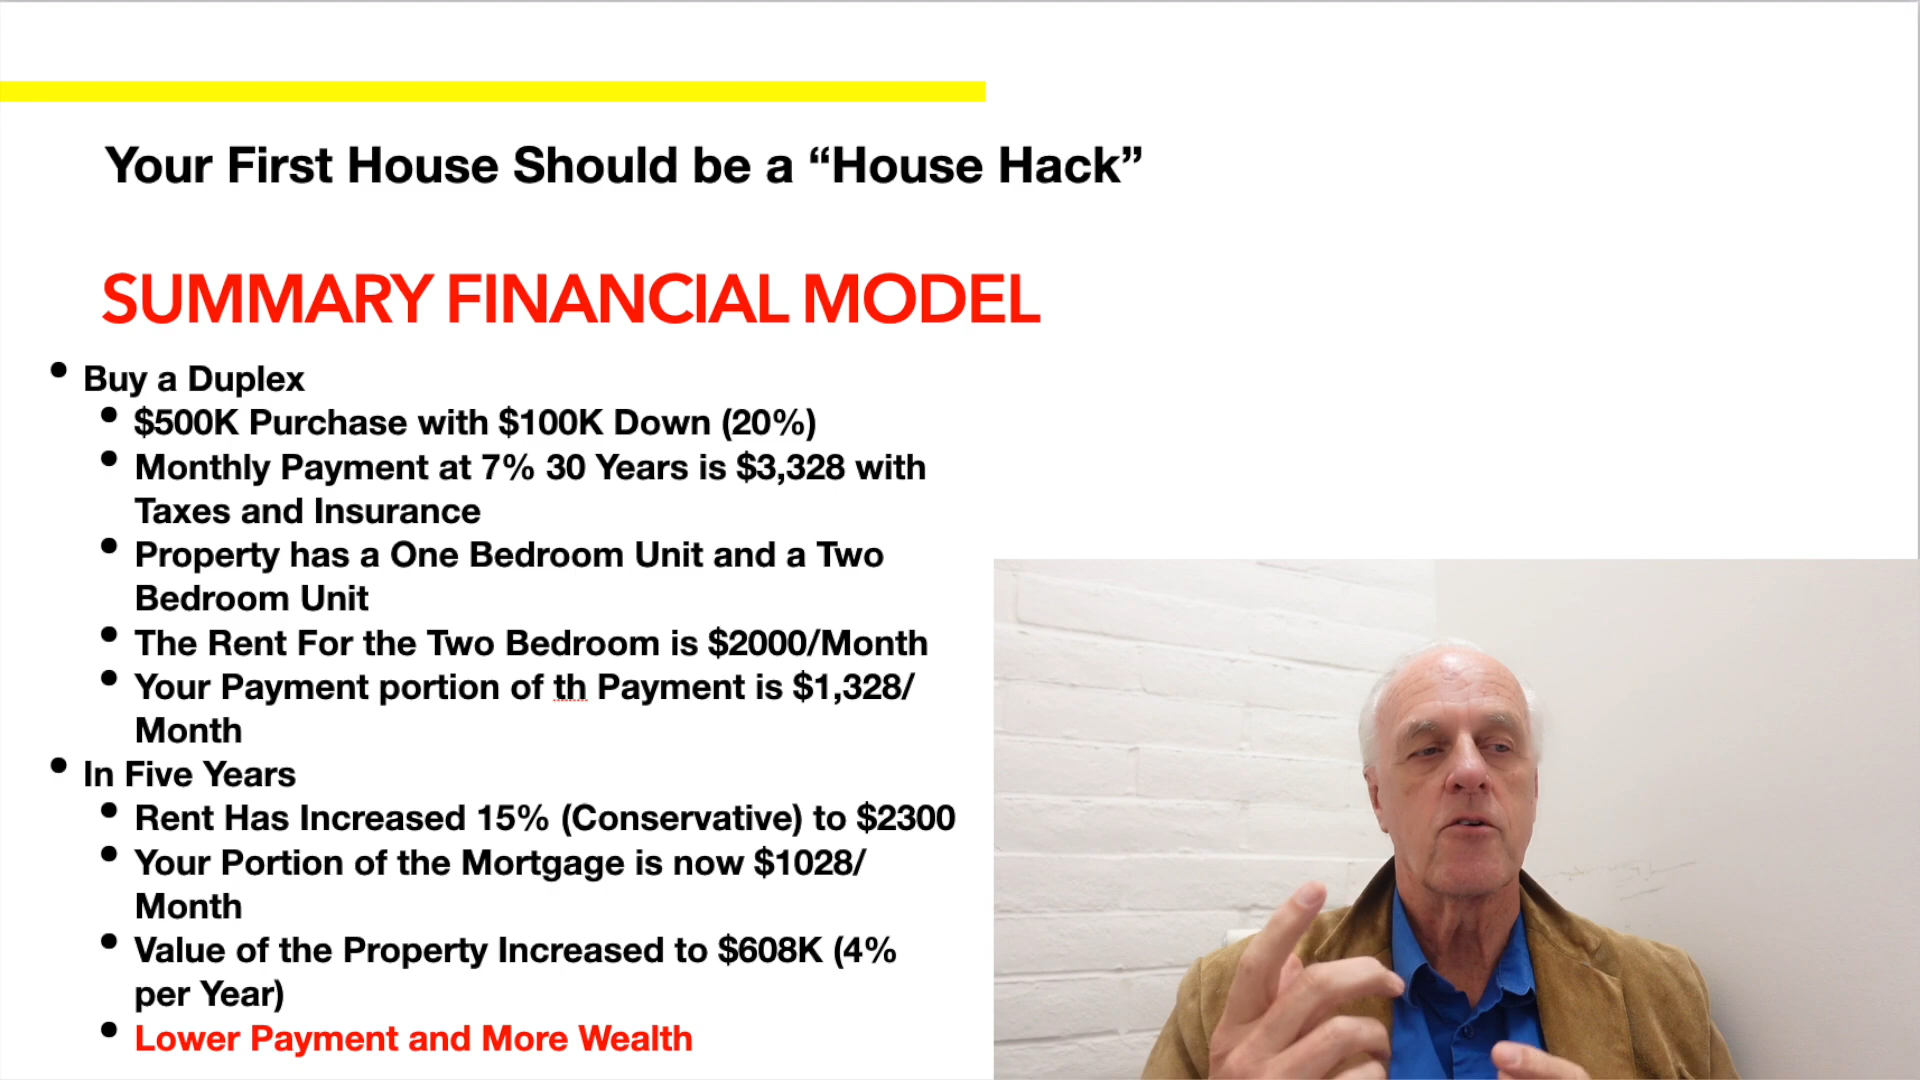 Your First House Should be a “House Hack”
SUMMARY FINANCIAL MODEL
• Buy a Duplex
• $500K Purchase with $100K Down (20%)
• Monthly Payment at 7% 30 Years is $3,328 with
Taxes and Insurance
• Property has a One Bedroom Unit and a Two
Bedroom Unit
• The Rent For the Two Bedroom is $2000/Month
• Your Payment portion of th Payment is $1,328/
Month
• In Five Years
• Rent Has Increased 15% (Conservative) to $2300
• Your Portion of the Mortgage is now $1028/
Month
• Value of the Property Increased to $608K (4%
per Year)
• Lower Payment and More Wealth